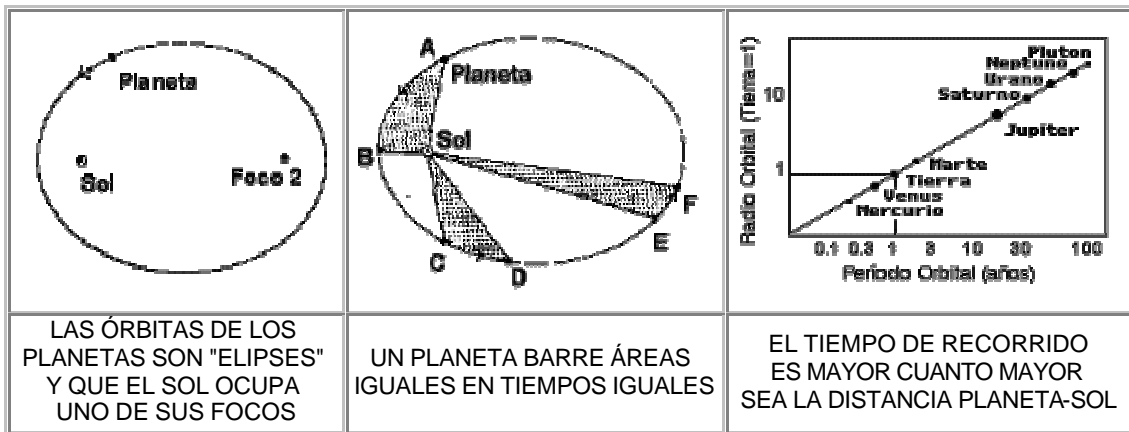 Planeta
Sol
Foco 2
LAS ÓRBITAS DE LOS
PLANETAS SON "ELIPSES"
Y QUE EL SOL OCUPA
UNO DE SUS FOCOS
A
Planeta
Sol
B
F
E
C
D
UN PLANETA BARRE ÁREAS
IGUALES EN TIEMPOS IGUALES
Radio Orbital (Tierra=1)
Pluton
Neptuno
Urano
Saturno
10
Jupiter
Marte
1
Tierra
Venus
Mercurio
0.1 0.3 1 3 10 30 100
Período Orbital (años)
EL TIEMPO DE RECORRIDO
ES MAYOR CUANTO MAYOR
SEA LA DISTANCIA PLANETA-SOL